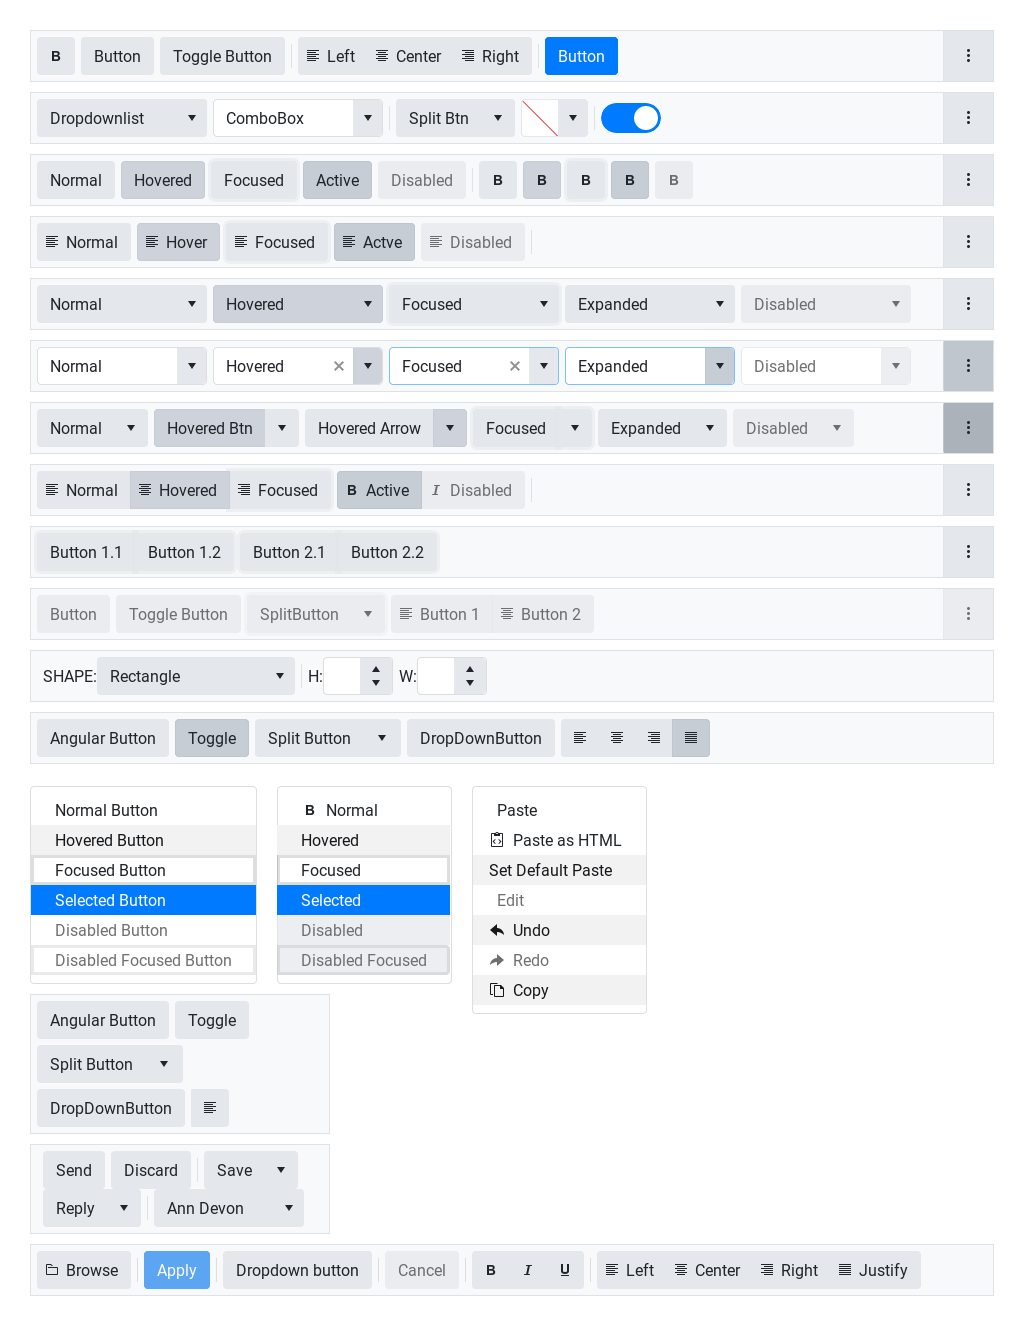 B Button Toggle Button Left Center Right Button
Dropdownlist ComboBox Split Btn
Normal Hovered Focused Active Disabled B B B B B
Normal Hover Focused Actve Disabled
Normal Hovered Focused Expanded Disabled
Normal Hovered Focused Expanded Disabled
Normal Hovered Btn Hovered Arrow Focused Expanded Disabled
Normal Hovered Focused B Active I Disabled
Button 1.1 Button 1.2 Button 2.1 Button 2.2
Button Toggle Button SplitButton Button 1 Button 2
SHAPE: Rectangle H: W:
Angular Button Toggle Split Button DropDownButton
Normal Button
Hovered Button
Focused Button
Selected Button
Disabled Button
Disabled Focused Button
B Normal
Hovered
Focused
Selected
Disabled
Disabled Focused
Paste
Paste as HTML
Set Default Paste
Edit
Undo
Redo
Copy
Angular Button Toggle
Split Button
DropDownButton
Send Discard Save
Reply Ann Devon
Browse Apply Dropdown button Cancel B I U Left Center Right Justify